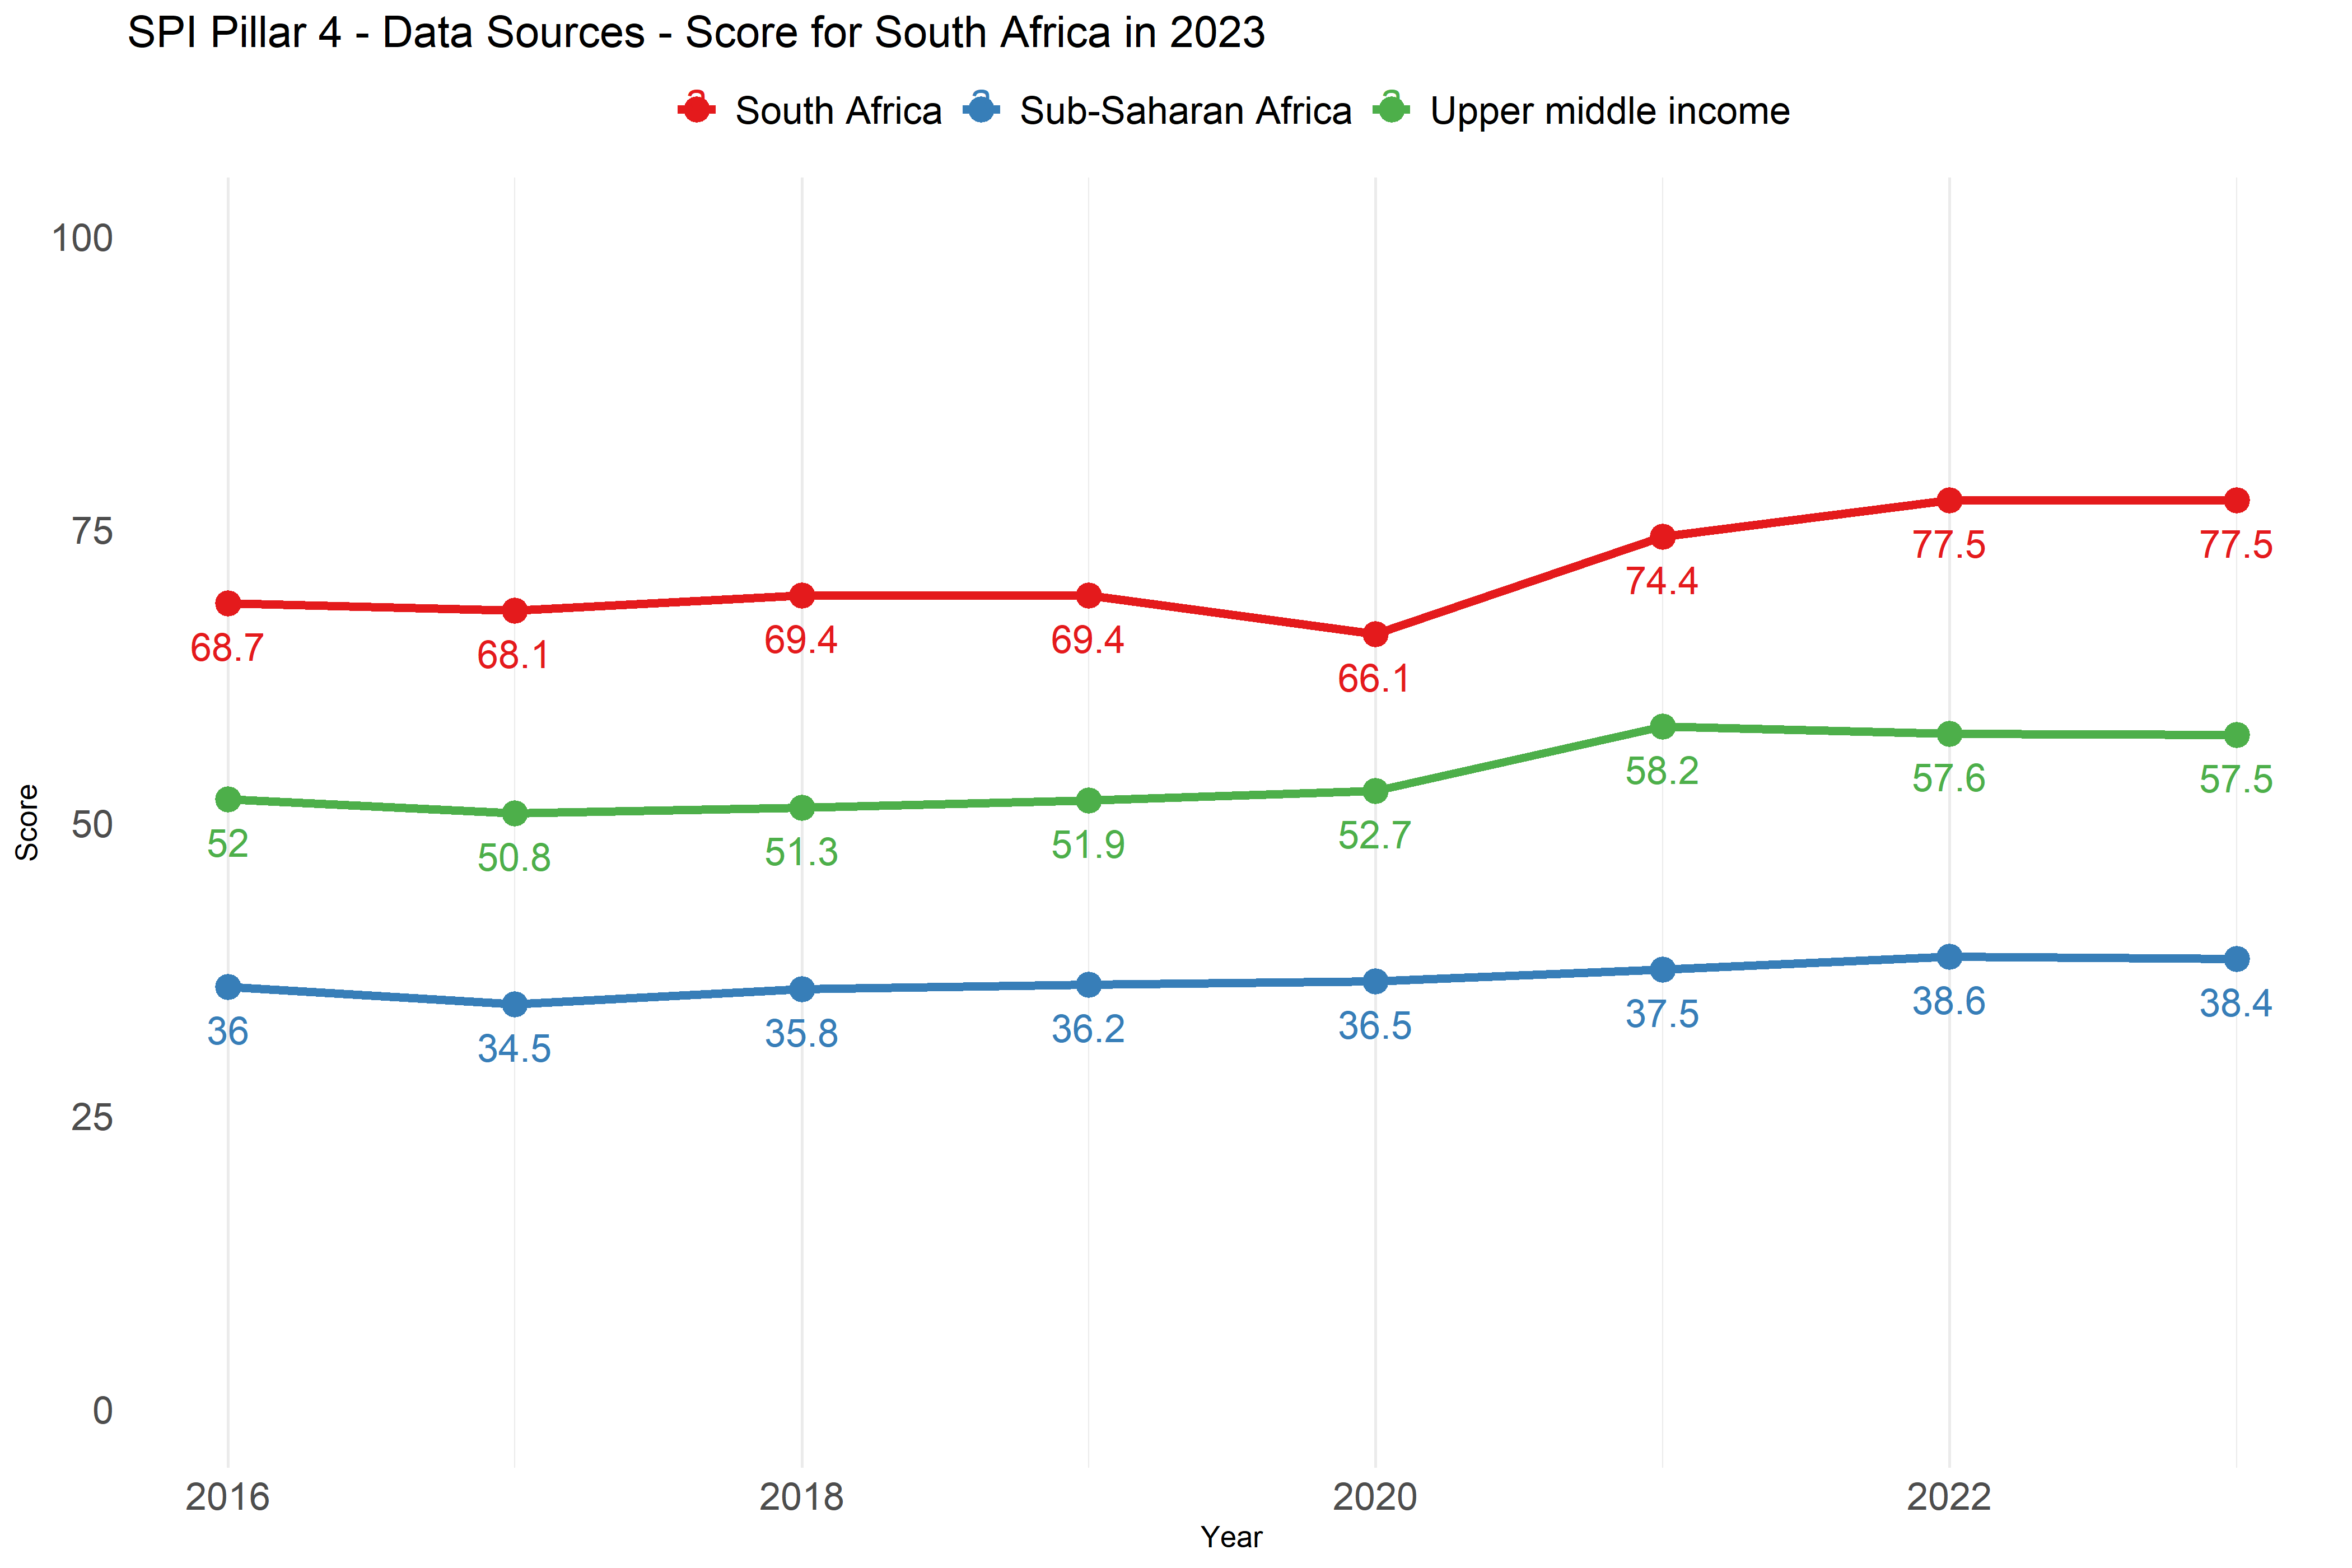 SPI Pillar 4 - Data Sources - Score for South Africa in 2023
a South Africa a Sub-Saharan Africa a Upper middle income
100
75
50
25
0
Score
68.7 68.1 69.4 69.4 66.1 74.4 77.5 77.5
52 50.8 51.3 51.9 52.7 58.2 57.6 57.5
36 34.5 35.8 36.2 36.5 37.5 38.6 38.4
2016 2018 2020 2022
Year